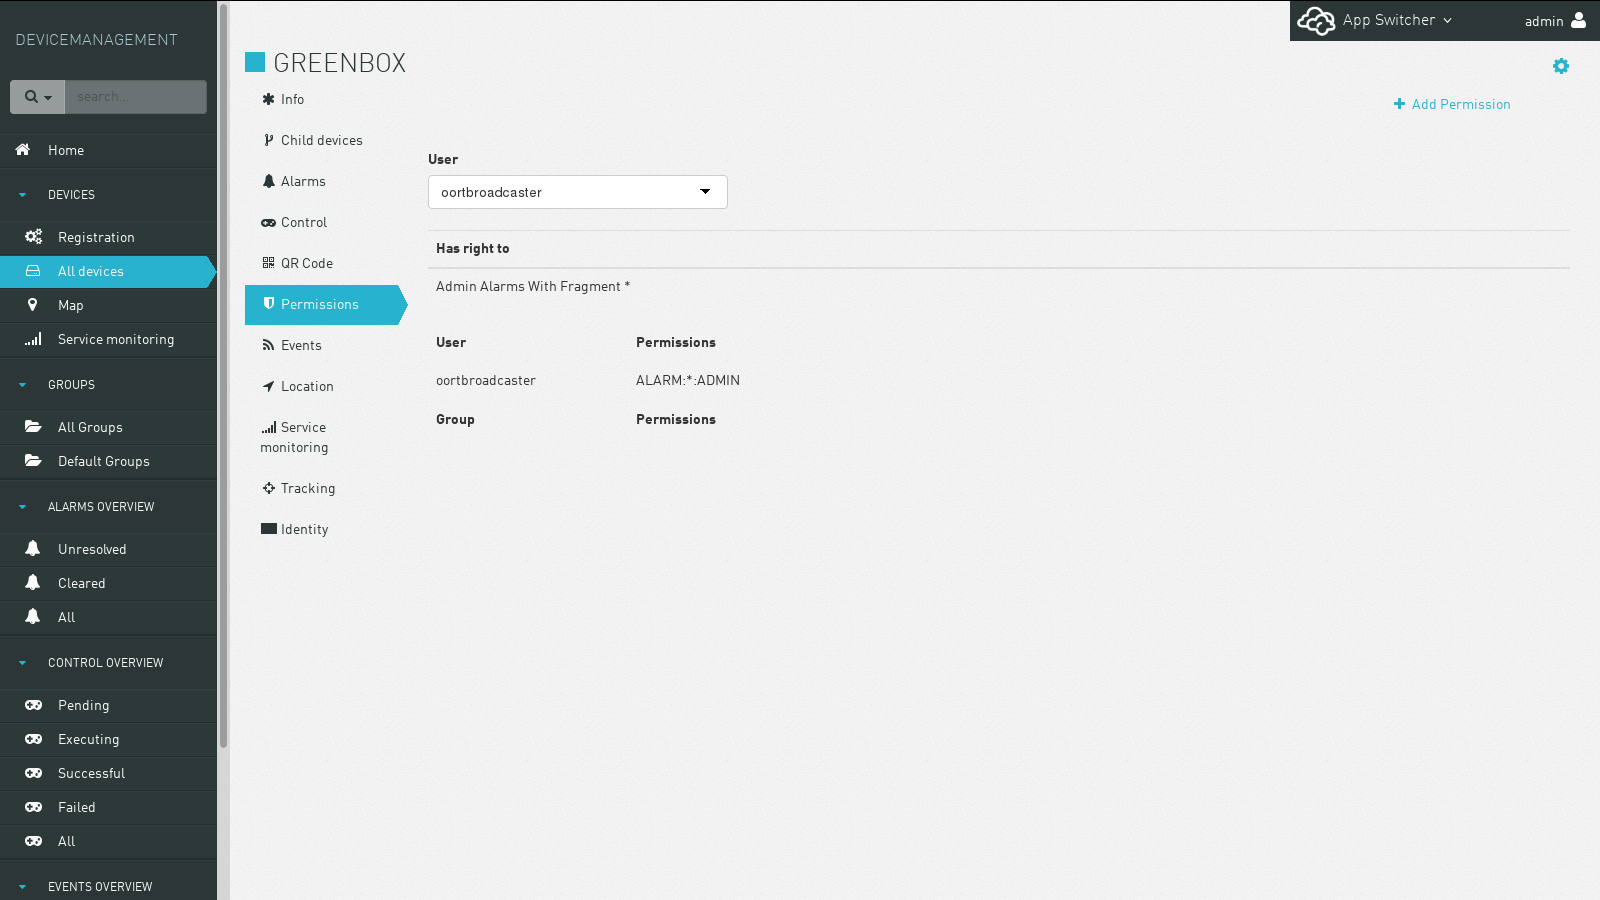 DEVICEMANAGEMENT
search...
Home
DEVICES
Registration
All devices
Map
Service monitoring
GROUPS
All Groups
Default Groups
ALARMS OVERVIEW
Unresolved
Cleared
All
CONTROL OVERVIEW
Pending
Executing
Successful
Failed
All
EVENTS OVERVIEW
App Switcher
admin
GREENBOX
Info
Child devices
Alarms
Control
QR Code
Permissions
Events
Location
Service
monitoring
Tracking
Identity
Add Permission
User
oortbroadcaster
Has right to
Admin Alarms With Fragment *
User Permissions
oortbroadcaster ALARM:*:ADMIN
Group Permissions